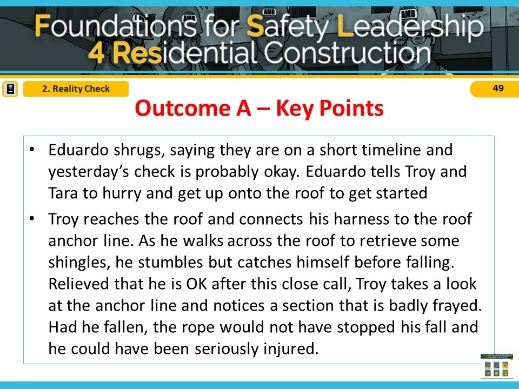 Foundations for Safety Leadership
4 Residential Construction
2. Reality Check
49
Outcome A – Key Points
• Eduardo shrugs, saying they are on a short timeline and
yesterday's check is probably okay. Eduardo tells Troy and
Tara to hurry and get up onto the roof to get started
• Troy reaches the roof and connects his harness to the roof
anchor line. As he walks across the roof to retrieve some
shingles, he stumbles but catches himself before falling.
Relieved that he is OK after this close call, Troy takes a look
at the anchor line and notices a section that is badly frayed.
Had he fallen, the rope would not have stopped his fall and
he could have been seriously injured.